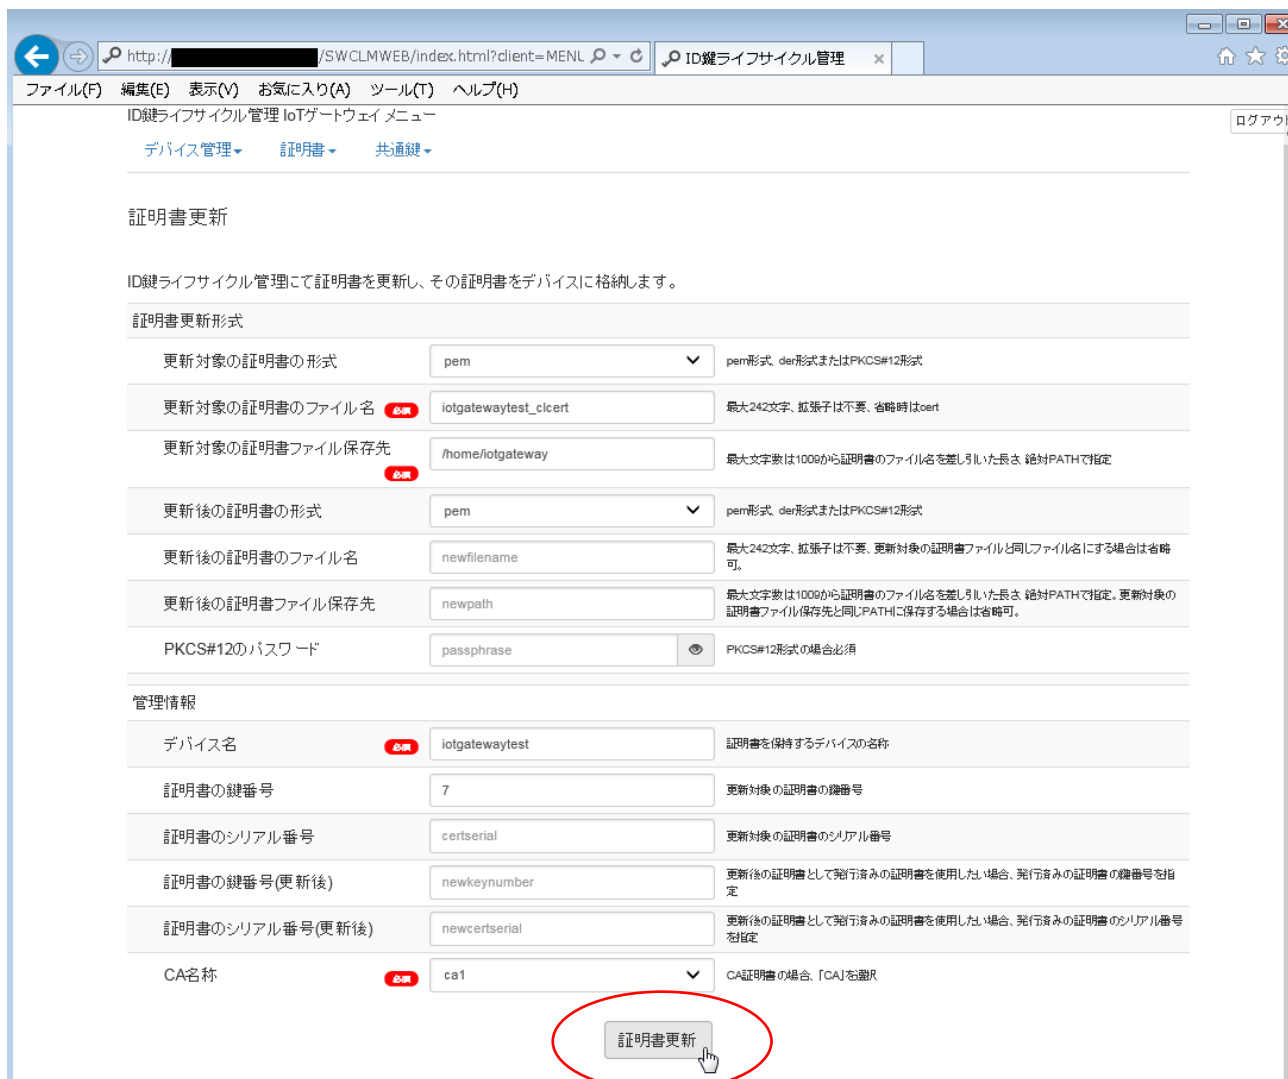 http:// /SWCLMWEB/index.html?client=MENU
ID鍵ライフサイクル管理
ファイル(F) 編集(E) 表示(V) お気に入り(A) ツール(T) ヘルプ(H)
ID鍵ライフサイクル管理 IoTゲートウェイ メニュー
ログアウ
デバイス管理 証明書 共通鍵
証明書更新
ID鍵ライフサイクル管理にて証明書を更新し、その証明書をデバイスに格納します。
証明書更新形式
更新対象の証明書の形式 pem pem形式、der形式またはPKCS#12形式
更新対象の証明書のファイル名 必須 iotgatewaytest_clcert 最大242文字、拡張子は不要、省略時はcert
更新対象の証明書ファイル保存先 必須 /home/iotgateway 最大文字数は1009から証明書のファイル名を差し引いた長さ、絶対PATHで指定
更新後の証明書の形式 pem pem形式、der形式またはPKCS#12形式
更新後の証明書のファイル名 newfilename 最大242文字、拡張子は不要、更新対象の証明書ファイルと同じファイル名にする場合は省略
可。
更新後の証明書ファイル保存先 newpath 最大文字数は1009から証明書のファイル名を差し引いた長さ、絶対PATHで指定。更新対象の
証明書ファイル保存先と同じPATHに保存する場合は省略可。
PKCS#12のパスワード passphrase PKCS#12形式の場合必須
管理情報
デバイス名 必須 iotgatewaytest 証明書を保持するデバイスの名称
証明書の鍵番号 7 更新対象の証明書の鍵番号
証明書のシリアル番号 certserial 更新対象の証明書のシリアル番号
証明書の鍵番号(更新後) newkeynumber 更新後の証明書として発行済みの証明書を使用したい場合、発行済みの証明書の鍵番号を指
定
証明書のシリアル番号(更新後) newcertserial 更新後の証明書として発行済みの証明書を使用したい場合、発行済みの証明書のシリアル番号
を指定
CA名称 必須 ca1 CA証明書の場合、「CA」を選択
証明書更新